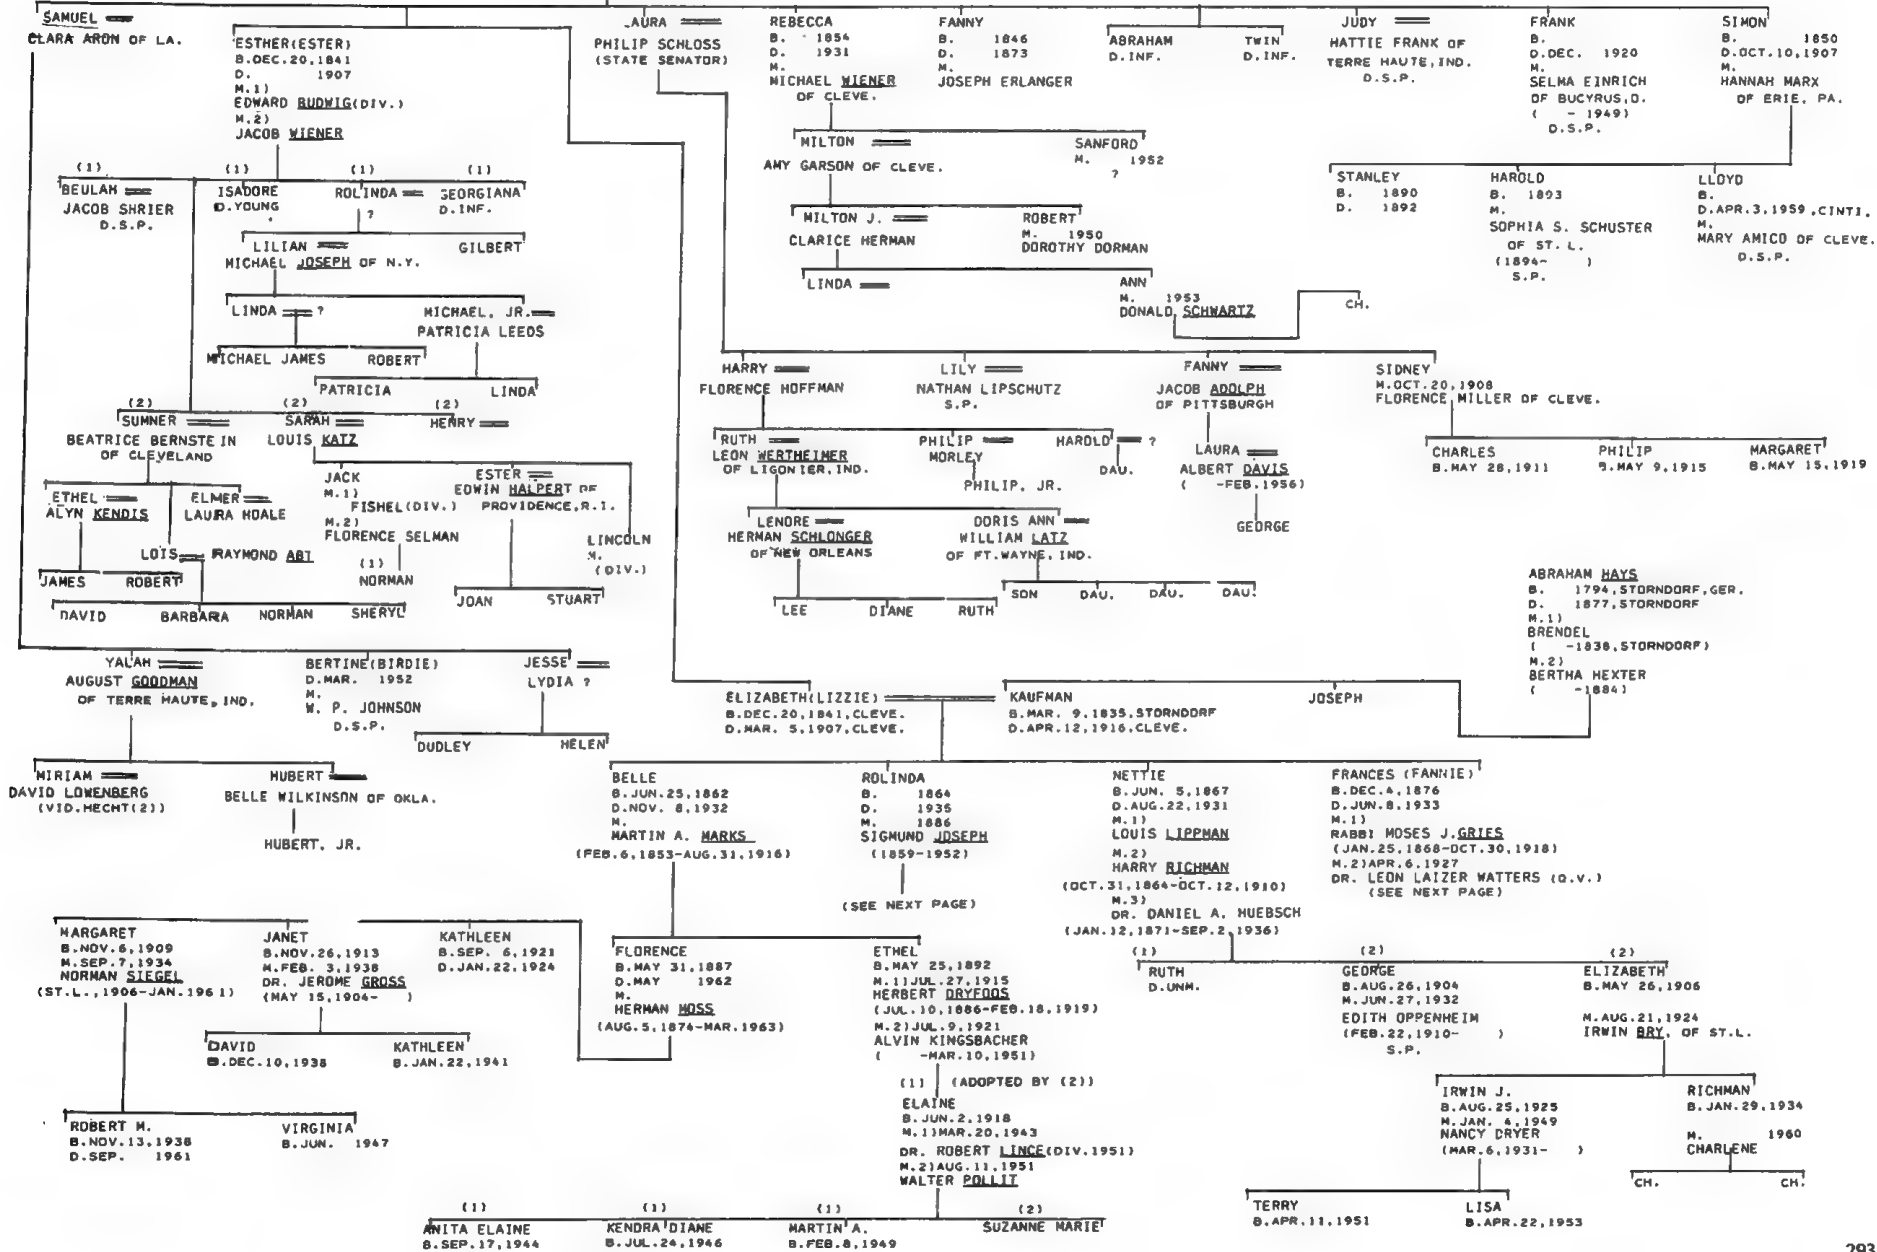 SAMUEL
CLARA ARON OF LA.
ESTHER(ESTER)
B.DEC.20,1841
D. 1907
M.1)
EDWARD BUDWIG(DIV.)
M.2)
JACOB WIENER
LAURA
PHILIP SCHLOSS
(STATE SENATOR)
REBECCA
B. 1854
D. 1931
M.
MICHAEL WIENER
OF CLEVE.
FANNY
B. 1846
D. 1873
M.
JOSEPH ERLANGER
ABRAHAM
D.INF.
TWIN
D.INF.
JUDY
HATTIE FRANK OF
TERRE HAUTE,IND.
D.S.P.
FRANK
B.
D.DEC. 1920
M.
SELMA EINRICH
OF BUCYRUS,O.
( - 1949)
D.S.P.
SIMON
B. 1850
D.OCT.10,1907
M.
HANNAH MARX
OF ERIE, PA.
(1)
BEULAH
JACOB SHRIER
D.S.P.
(1)
ISADORE
D.YOUNG
(1)
ROLINDA
?
(1)
GEORGIANA
D.INF.
LILIAN
MICHAEL JOSEPH OF N.Y.
GILBERT
LINDA ?
MICHAEL, JR.
PATRICIA LEEDS
MICHAEL JAMES
ROBERT
PATRICIA
LINDA
MILTON
AMY GARSON OF CLEVE.
SANFORD
M. 1952
?
MILTON J.
CLARICE HERMAN
ROBERT
M. 1950
DOROTHY DORMAN
LINDA
ANN
M. 1953
DONALD SCHWARTZ
CH.
STANLEY
B. 1890
D. 1892
HAROLD
B. 1893
M.
SOPHIA S. SCHUSTER
OF ST. L.
(1894- )
S.P.
LLOYD
B.
D.APR.3,1959,CINTI.
M.
MARY AMICO OF CLEVE.
D.S.P.
(2)
SUMNER
BEATRICE BERNSTEIN
OF CLEVELAND
(2)
SARAH
LOUIS KATZ
(2)
HENRY
ETHEL
ALYN KENDIS
ELMER
LAURA HOALE
LOIS RAYMOND ABT
JAMES
ROBERT
DAVID
BARBARA
NORMAN
SHERYL
JACK
M.1)
FISHEL(DIV.)
M.2)
FLORENCE SELMAN
(1)
NORMAN
ESTER
EDWIN HALPERT OF
PROVIDENCE,R.I.
LINCOLN
M.
(DIV.)
JOAN
STUART
HARRY
FLORENCE HOFFMAN
LILY
NATHAN LIPSCHUTZ
S.P.
FANNY
JACOB ADOLPH
OF PITTSBURGH
SIDNEY
M.OCT.20,1908
FLORENCE MILLER OF CLEVE.
RUTH
LEON WERTHEIMER
OF LIGONIER,IND.
PHILIP
MORLEY
PHILIP, JR.
HAROLD ?
DAU.
LAURA
ALBERT DAVIS
( -FEB.1956)
GEORGE
CHARLES
B.MAY 28,1911
PHILIP
B.MAY 9,1915
MARGARET
B.MAY 15,1919
LENORE
HERMAN SCHLONGER
OF NEW ORLEANS
DORIS ANN
WILLIAM LATZ
OF FT.WAYNE, IND.
LEE
DIANE
RUTH
SON
DAU.
DAU.
DAU.
ABRAHAM HAYS
B. 1794,STORNDORF,GER.
D. 1877,STORNDORF
M.1)
BRENDEL
( -1838,STORNDORF)
M.2)
BERTHA HEXTER
( -1884)
YALAH
AUGUST GOODMAN
OF TERRE HAUTE, IND.
BERTINE(BIRDIE)
D.MAR. 1952
M.
W. P. JOHNSON
D.S.P.
JESSE
LYDIA ?
DUDLEY
HELEN
MIRIAM
DAVID LOWENBERG
(VID.HECHT(2))
HUBERT
BELLE WILKINSON OF OKLA.
HUBERT, JR.
ELIZABETH(LIZZIE)
B.DEC.20,1841,CLEVE.
D.MAR. 5,1907,CLEVE.
KAUFMAN
B.MAR. 9,1835,STORNDORF
D.APR.12,1916,CLEVE.
JOSEPH
BELLE
B.JUN.25,1862
D.NOV. 8,1932
M.
MARTIN A. MARKS
(FEB.6,1853-AUG.31,1916)
ROLINDA
B. 1864
D. 1935
M. 1886
SIGMUND JOSEPH
(1859-1952)
(SEE NEXT PAGE)
NETTIE
B.JUN. 5,1867
D.AUG.22,1931
M.1)
LOUIS LIPPMAN
M.2)
HARRY RICHMAN
(OCT.31,1864-OCT.12,1910)
M.3)
DR. DANIEL A. HUEBSCH
(JAN.12,1871-SEP.2,1936)
FRANCES (FANNIE)
B.DEC.4,1876
D.JUN.8,1933
M.1)
RABBI MOSES J.GRIES
(JAN.25,1868-OCT.30,1918)
M.2)APR.6,1927
DR. LEON LAIZER WATTERS (Q.V.)
(SEE NEXT PAGE)
MARGARET
B.NOV.6,1909
M.SEP.7,1934
NORMAN SIEGEL
(ST.L.,1906-JAN.1961)
JANET
B.NOV.26,1913
M.FEB. 3,1938
DR. JEROME GROSS
(MAY 15,1904- )
KATHLEEN
B.SEP. 6,1921
D.JAN.22,1924
FLORENCE
B.MAY 31,1887
D.MAY 1962
M.
HERMAN MOSS
(AUG.5,1874-MAR.1963)
ETHEL
B.MAY 25,1892
M.1)JUL.27,1915
HERBERT DRYFOOS
(JUL.10,1886-FEB.18,1919)
M.2)JUL.9,1921
ALVIN KINGSBACHER
( -MAR.10,1951)
(1) (ADOPTED BY (2))
ELAINE
B.JUN.2,1918
M.1)MAR.20,1943
DR. ROBERT LINCE(DIV.1951)
M.2)AUG.11,1951
WALTER POLLIT
DAVID
B.DEC.10,1938
KATHLEEN
B.JAN.22,1941
ROBERT M.
B.NOV.13,1938
D.SEP. 1961
VIRGINIA
B.JUN. 1947
(1)
RUTH
D.UNM.
(2)
GEORGE
B.AUG.26,1904
M.JUN.27,1932
EDITH OPPENHEIM
(FEB.22,1910- )
S.P.
(2)
ELIZABETH
B.MAY 26,1906
M.AUG.21,1924
IRWIN BRY, OF ST.L.
IRWIN J.
B.AUG.25,1925
M.JAN. 4,1949
NANCY DRYER
(MAR.6,1931- )
RICHMAN
B.JAN.29,1934
M. 1960
CHARLENE
CH.
CH.
TERRY
B.APR.11,1951
LISA
B.APR.22,1953
(1)
ANITA ELAINE
B.SEP.17,1944
(1)
KENDRA DIANE
B.JUL.24,1946
(1)
MARTIN A.
B.FEB.8,1949
(2)
SUZANNE MARIE
293